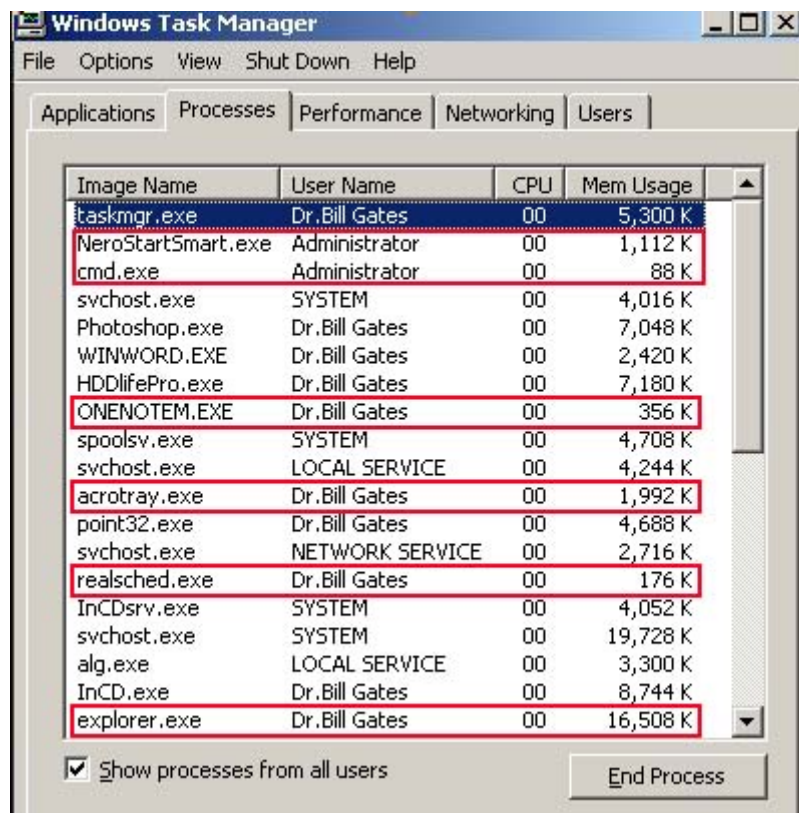 Windows Task Manager
File Options View Shut Down Help
Applications Processes Performance Networking Users
Image Name User Name CPU Mem Usage
taskmgr.exe Dr.Bill Gates 00 5,300 K
NeroStartSmart.exe Administrator 00 1,112 K
cmd.exe Administrator 00 88 K
svchost.exe SYSTEM 00 4,016 K
Photoshop.exe Dr.Bill Gates 00 7,048 K
WINWORD.EXE Dr.Bill Gates 00 2,420 K
HDDlifePro.exe Dr.Bill Gates 00 7,180 K
ONENOTEM.EXE Dr.Bill Gates 00 356 K
spoolsv.exe SYSTEM 00 4,708 K
svchost.exe LOCAL SERVICE 00 4,244 K
acrotray.exe Dr.Bill Gates 00 1,992 K
point32.exe Dr.Bill Gates 00 4,688 K
svchost.exe NETWORK SERVICE 00 2,716 K
realsched.exe Dr.Bill Gates 00 176 K
InCDsrv.exe SYSTEM 00 4,052 K
svchost.exe SYSTEM 00 19,728 K
alg.exe LOCAL SERVICE 00 3,300 K
InCD.exe Dr.Bill Gates 00 8,744 K
explorer.exe Dr.Bill Gates 00 16,508 K
Show processes from all users
End Process